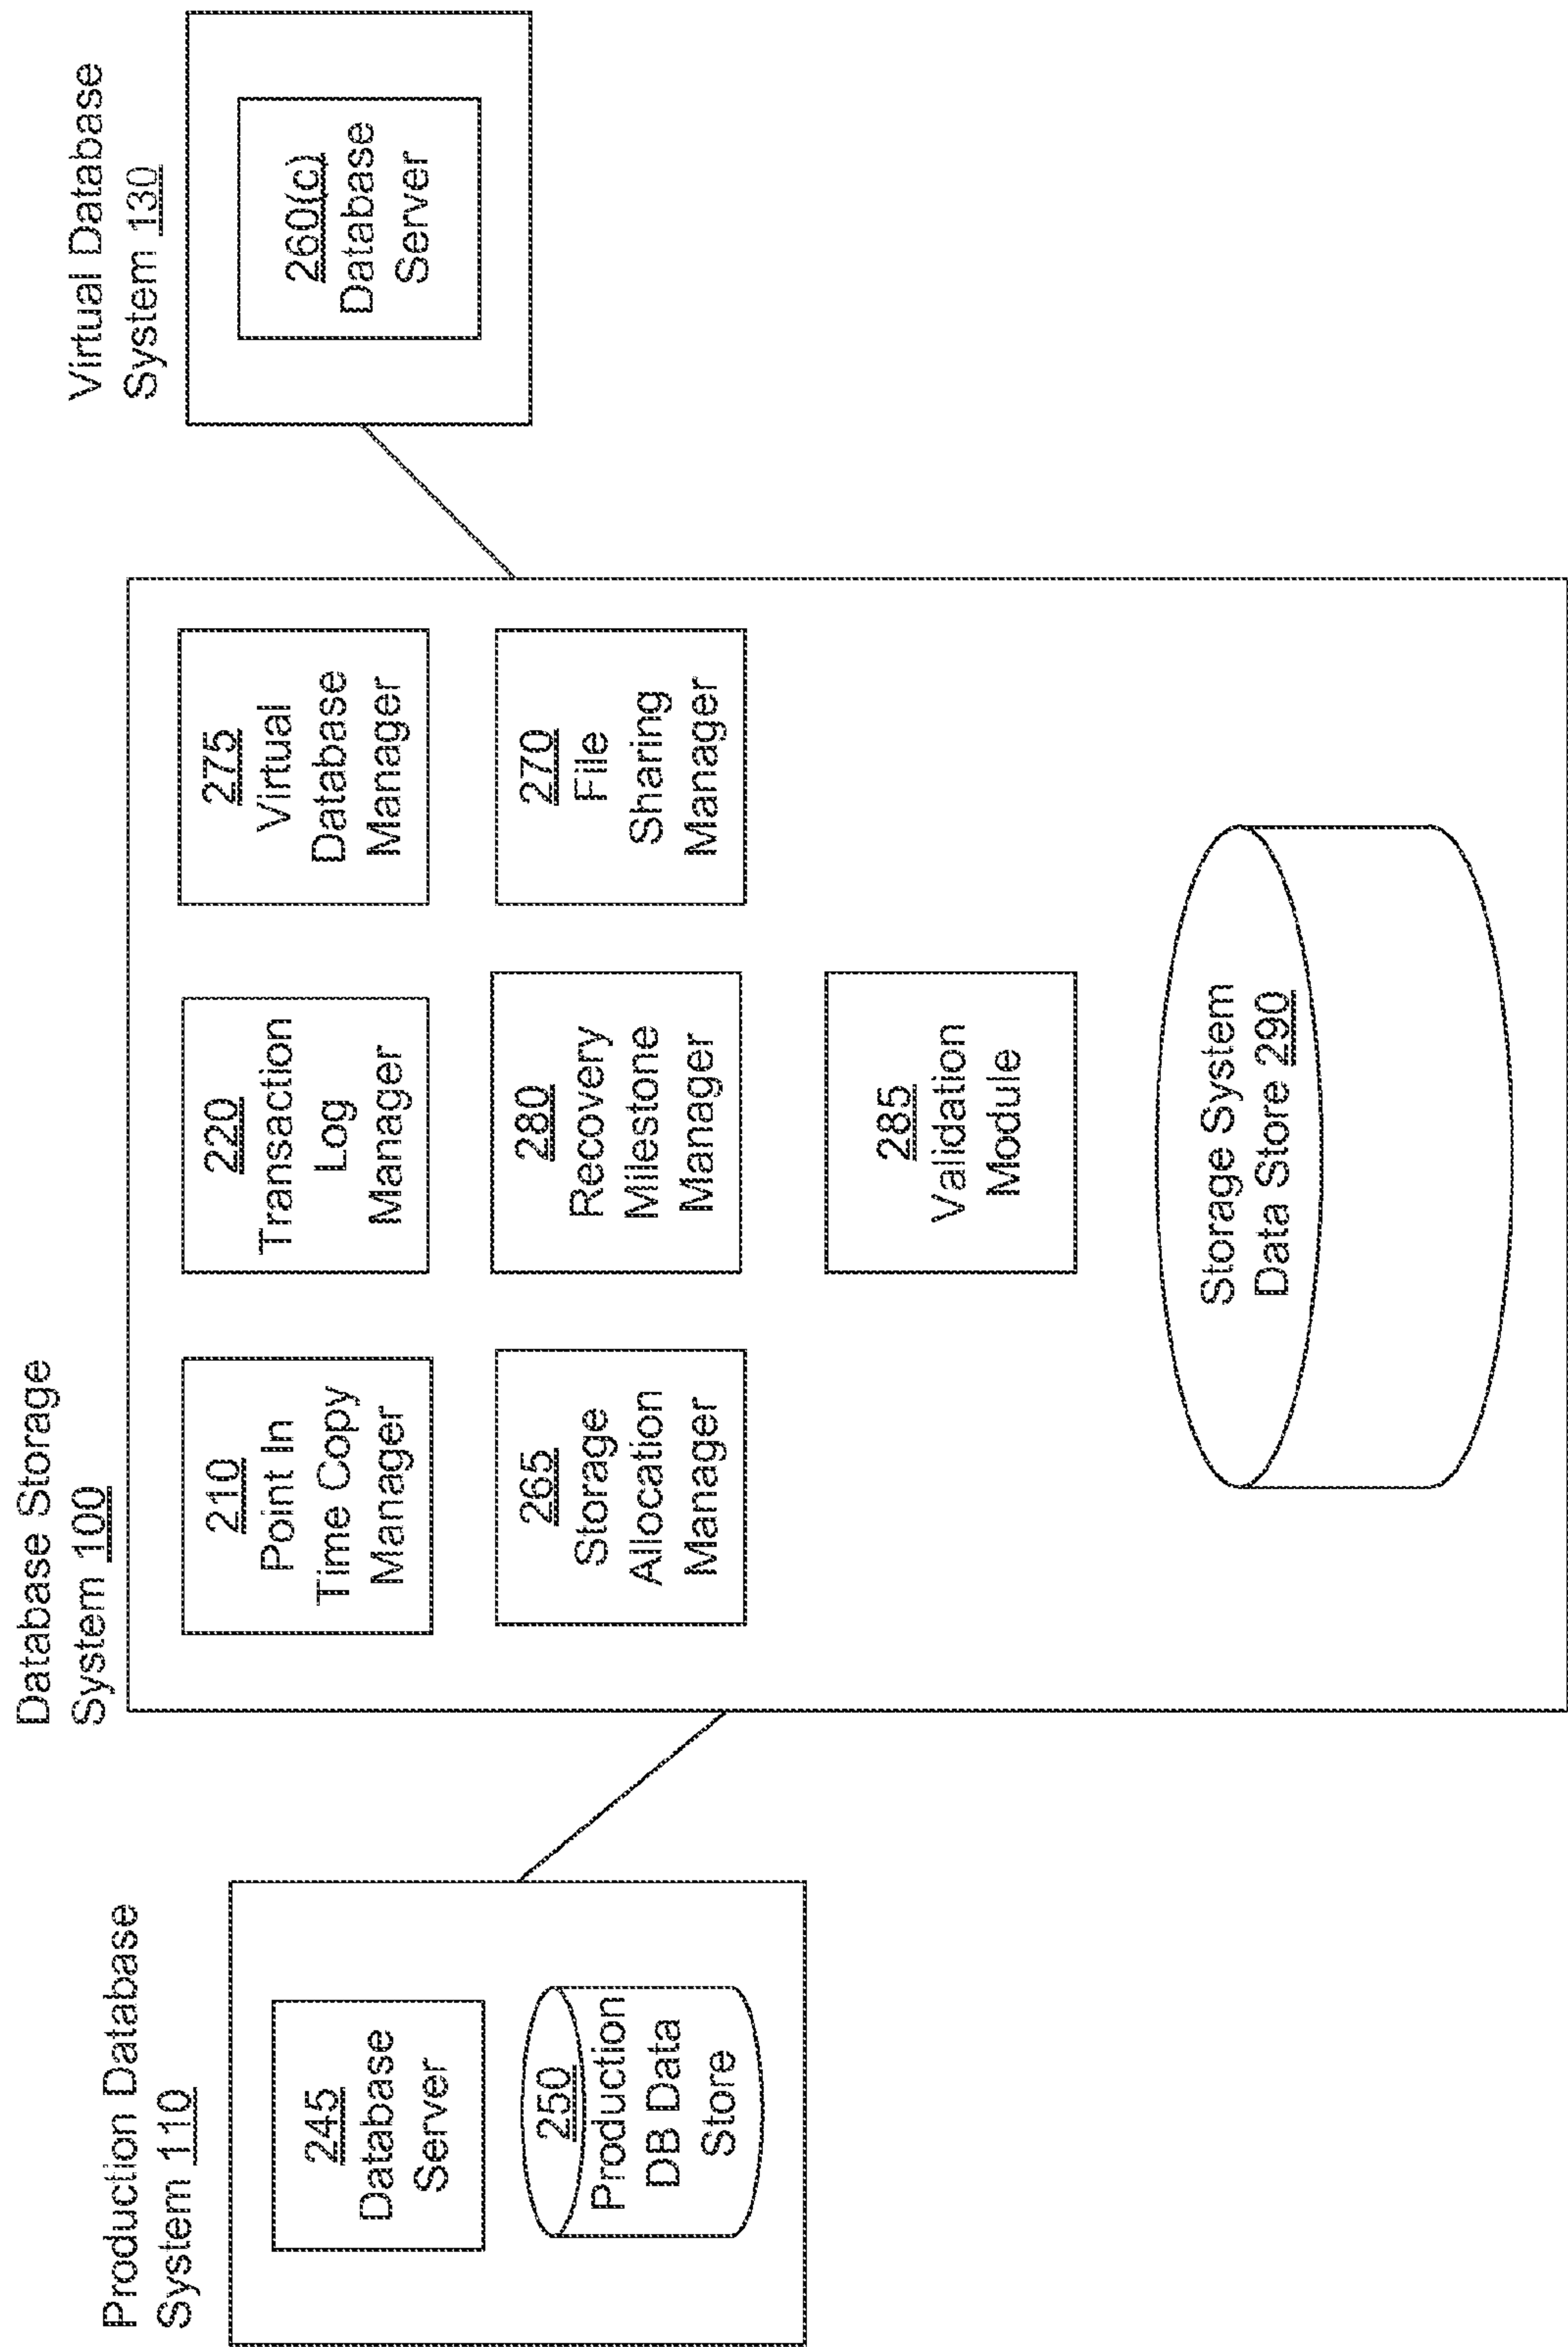 Production Database
System 110
245
Database
Server
250
Production
DB Data
Store
Database Storage
System 100
210
Point In
Time Copy
Manager
220
Transaction
Log
Manager
275
Virtual
Database
Manager
265
Storage
Allocation
Manager
280
Recovery
Milestone
Manager
270
File
Sharing
Manager
285
Validation
Module
Storage System
Data Store 290
Virtual Database
System 130
260(c)
Database
Server